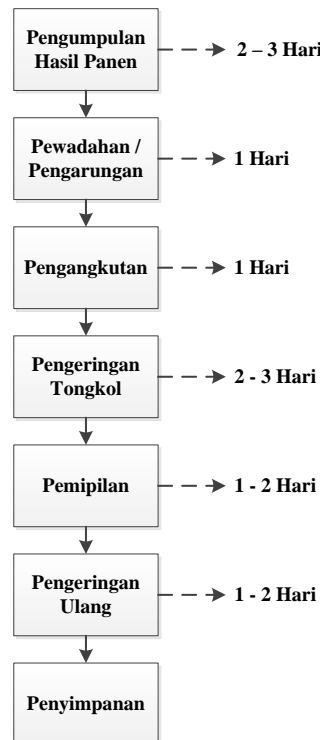 Pengumpulan
Hasil Panen
2 – 3 Hari
Pewadahan /
Pengarungan
1 Hari
Pengangkutan
1 Hari
Pengeringan
Tongkol
2 - 3 Hari
Pemipilan
1 - 2 Hari
Pengeringan
Ulang
1 - 2 Hari
Penyimpanan